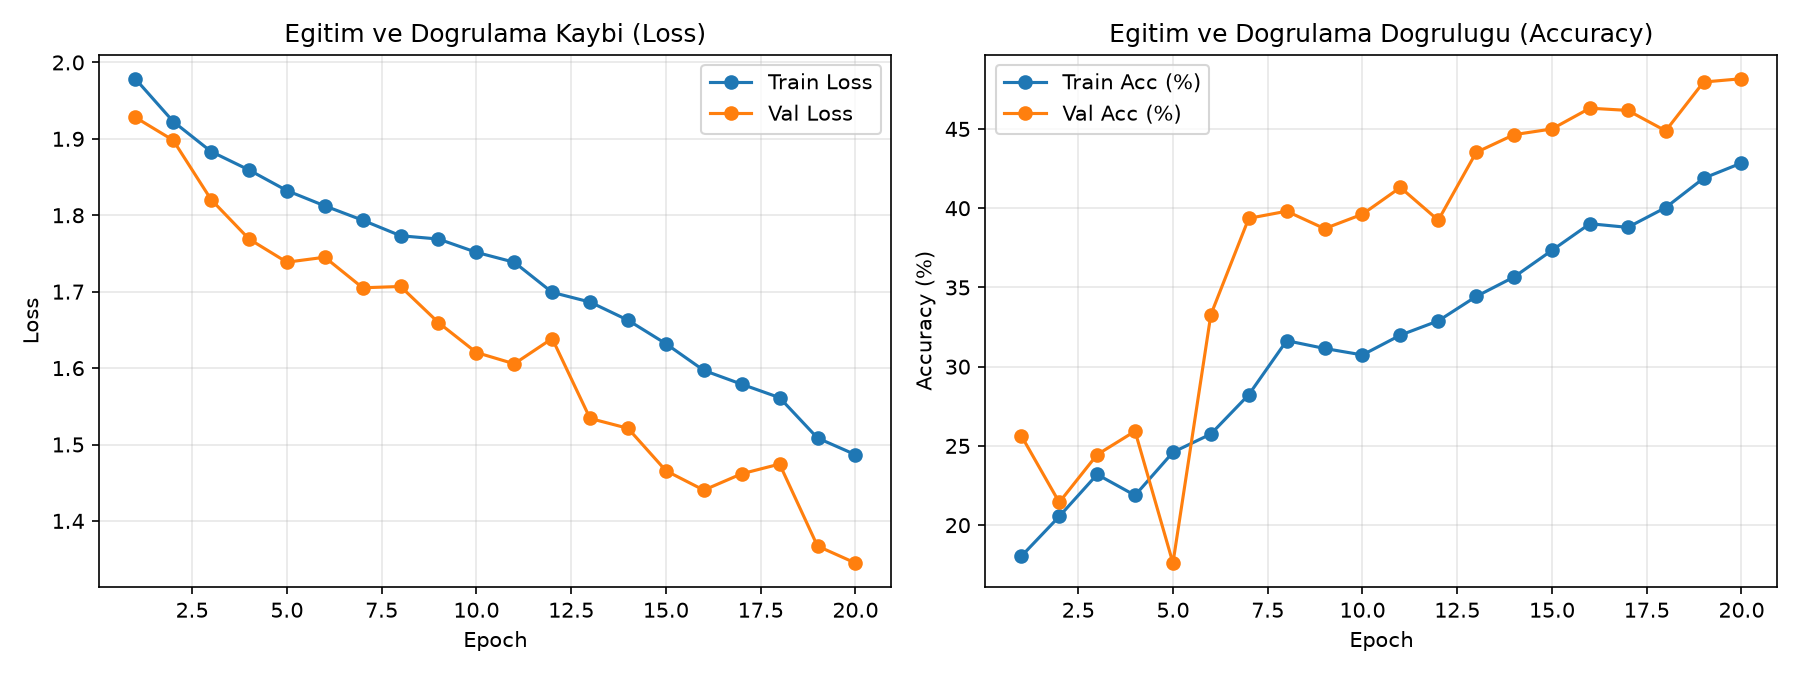 Egitim ve Dogrulama Kaybi (Loss)
Train Loss
Val Loss
Loss
2.0
1.9
1.8
1.7
1.6
1.5
1.4
2.5 5.0 7.5 10.0 12.5 15.0 17.5 20.0
Epoch
Egitim ve Dogrulama Dogrulugu (Accuracy)
Train Acc (%)
Val Acc (%)
Accuracy (%)
45
40
35
30
25
20
2.5 5.0 7.5 10.0 12.5 15.0 17.5 20.0
Epoch